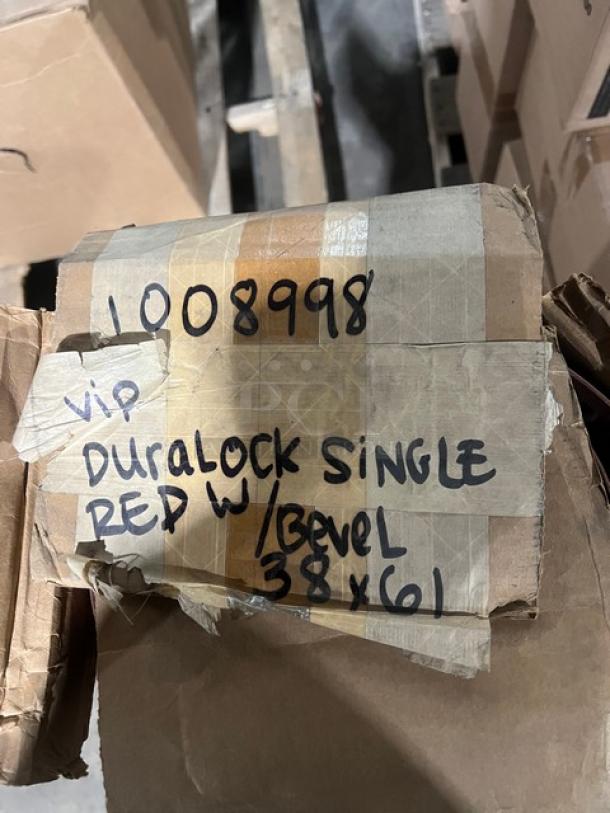 1008998
Vip
DuraLOCK SiNGLE
RED W/BeveL
38x61